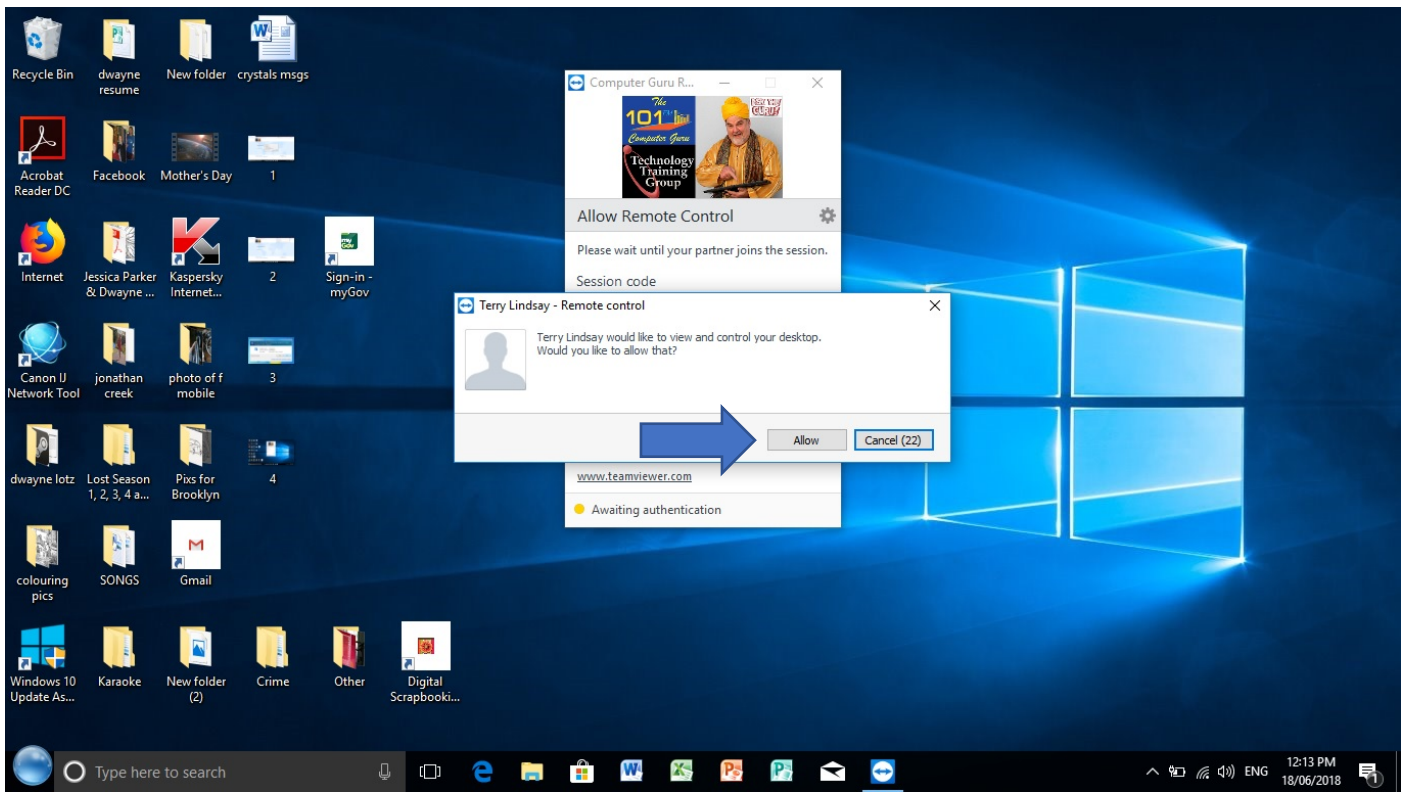 Recycle Bin
dwayne
resume
New folder
crystals msgs
Acrobat
Reader DC
Facebook
Mother's Day
1
Internet
Jessica Parker
& Dwayne ...
Kaspersky
Internet...
2
Sign-in -
myGov
my
Gov
Canon IJ
Network Tool
jonathan
creek
photo of f
mobile
3
dwayne lotz
Lost Season
1, 2, 3, 4 a...
Pixs for
Brooklyn
4
colouring
pics
SONGS
Gmail
Windows 10
Update As...
Karaoke
New folder
(2)
Crime
Other
Digital
Scrapbooki...
Computer Guru R...
The
101
Computer Guru
Technology
Training
Group
Allow Remote Control
Please wait until your partner joins the session.
Session code
Terry Lindsay - Remote control
Terry Lindsay would like to view and control your desktop.
Would you like to allow that?
Allow
Cancel (22)
www.teamviewer.com
Awaiting authentication
Type here to search
ENG
12:13 PM
18/06/2018
1